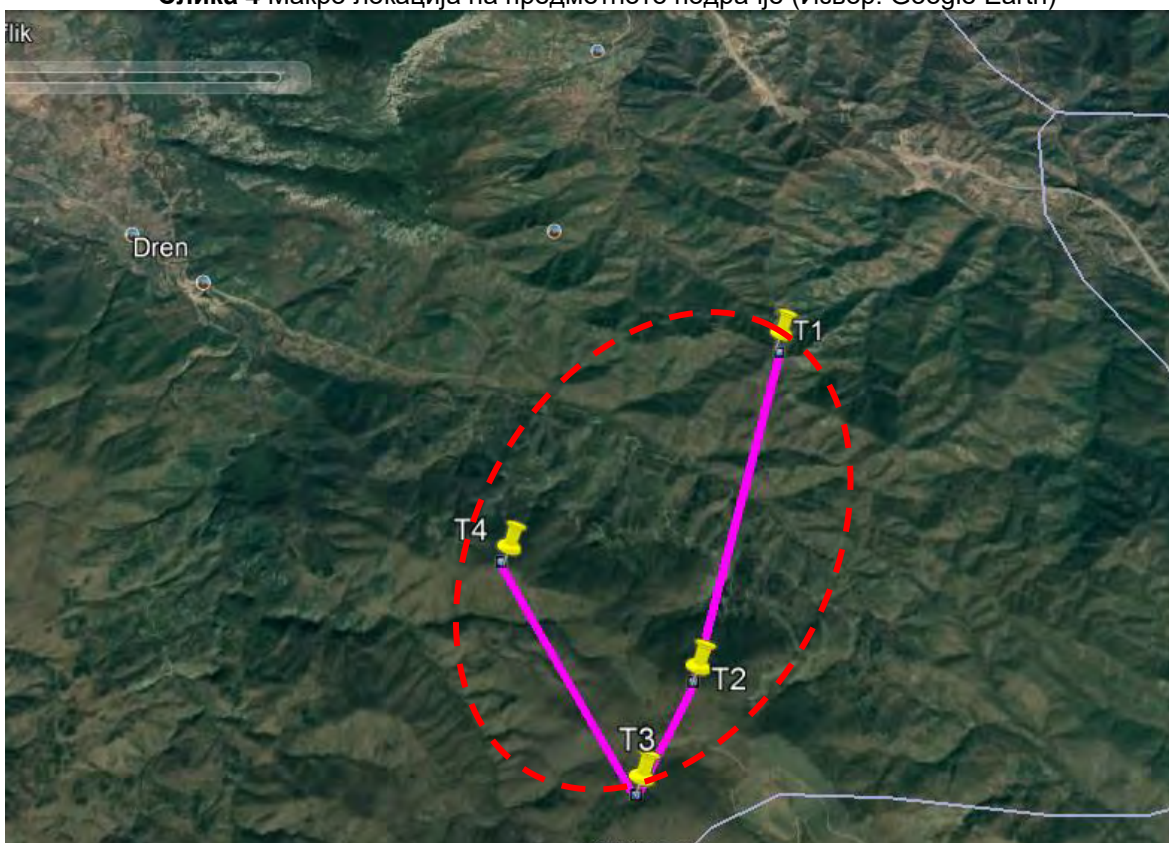 Слика 4 Макро локација на предметното подрачје (Извор: Google Earth)
flik
Dren
T1
T4
T2
T3